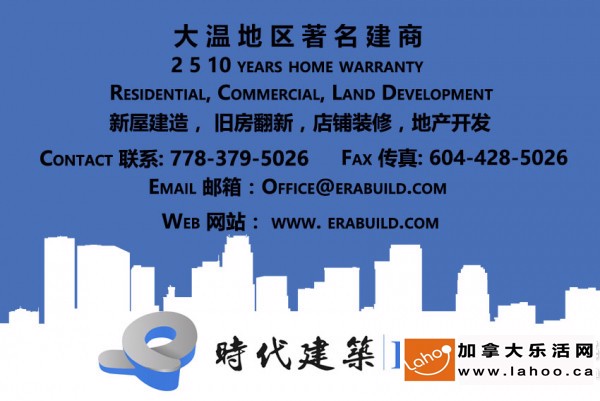 大温地区著名建商
2 5 10 YEARS HOME WARRANTY
RESIDENTIAL, COMMERCIAL, LAND DEVELOPMENT
新屋建造， 旧房翻新，店铺装修，地产开发
CONTACT 联系: 778-379-5026 FAX 传真: 604-428-5026
EMAIL 邮箱：OFFICE@ERABUILD.COM
WEB 网站： WWW. ERABUILD.COM
時代建築
Lahoo 加拿大乐活网
www.lahoo.ca